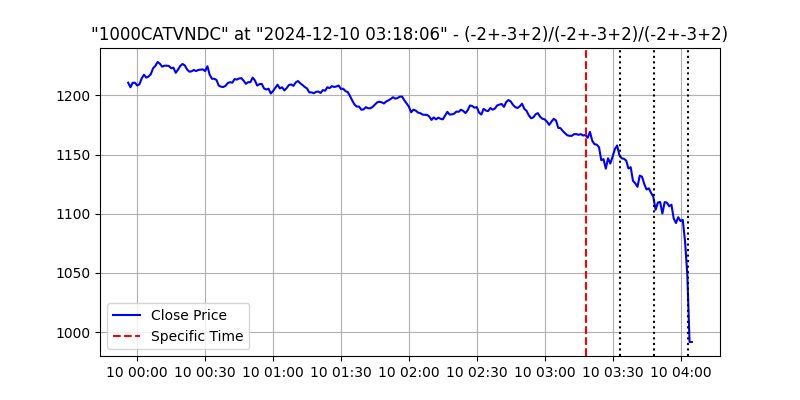 "1000CATVNDC" at "2024-12-10 03:18:06" - (-2+-3+2)/(-2+-3+2)/(-2+-3+2)
1200
1150
1100
1050
1000
Close Price
Specific Time
10 00:00 10 00:30 10 01:00 10 01:30 10 02:00 10 02:30 10 03:00 10 03:30 10 04:00